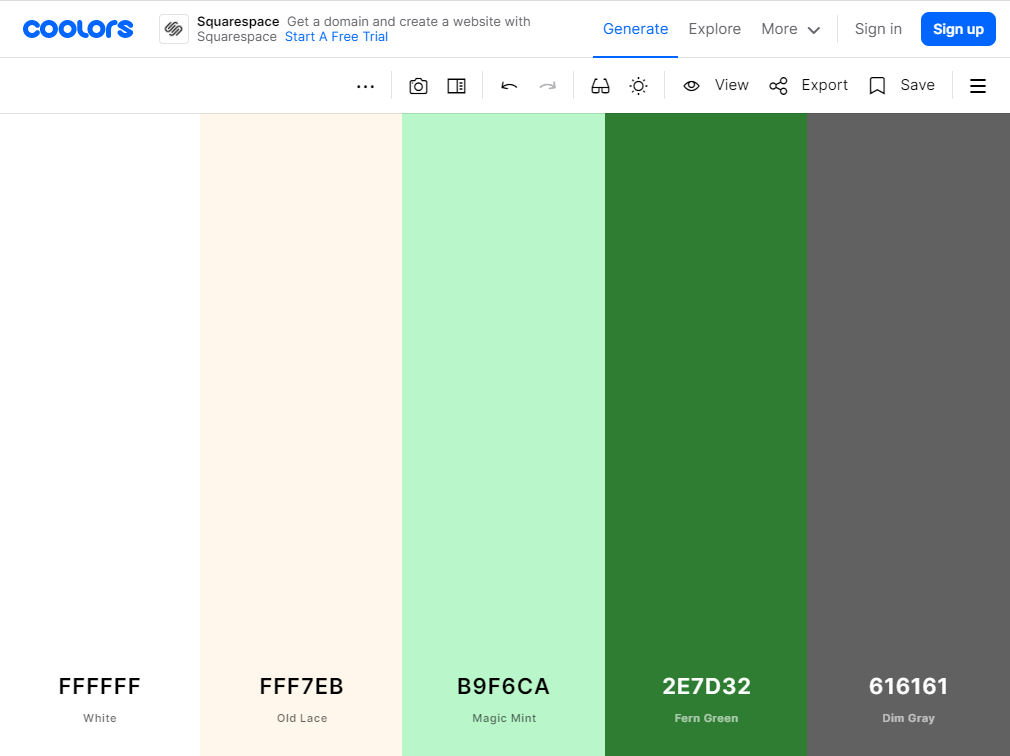 coolors
Squarespace Get a domain and create a website with
Squarespace Start A Free Trial
Generate
Explore
More
Sign in
Sign up
View
Export
Save
FFFFFF
White
FFF7EB
Old Lace
B9F6CA
Magic Mint
2E7D32
Fern Green
616161
Dim Gray